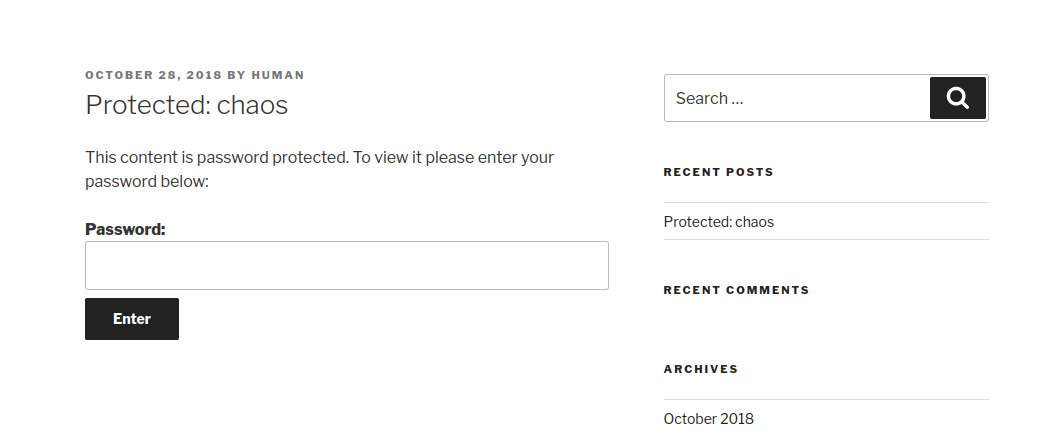 OCTOBER 28, 2018 BY HUMAN
Protected: chaos
This content is password protected. To view it please enter your
password below:
Password:
Enter
Search …
RECENT POSTS
Protected: chaos
RECENT COMMENTS
ARCHIVES
October 2018